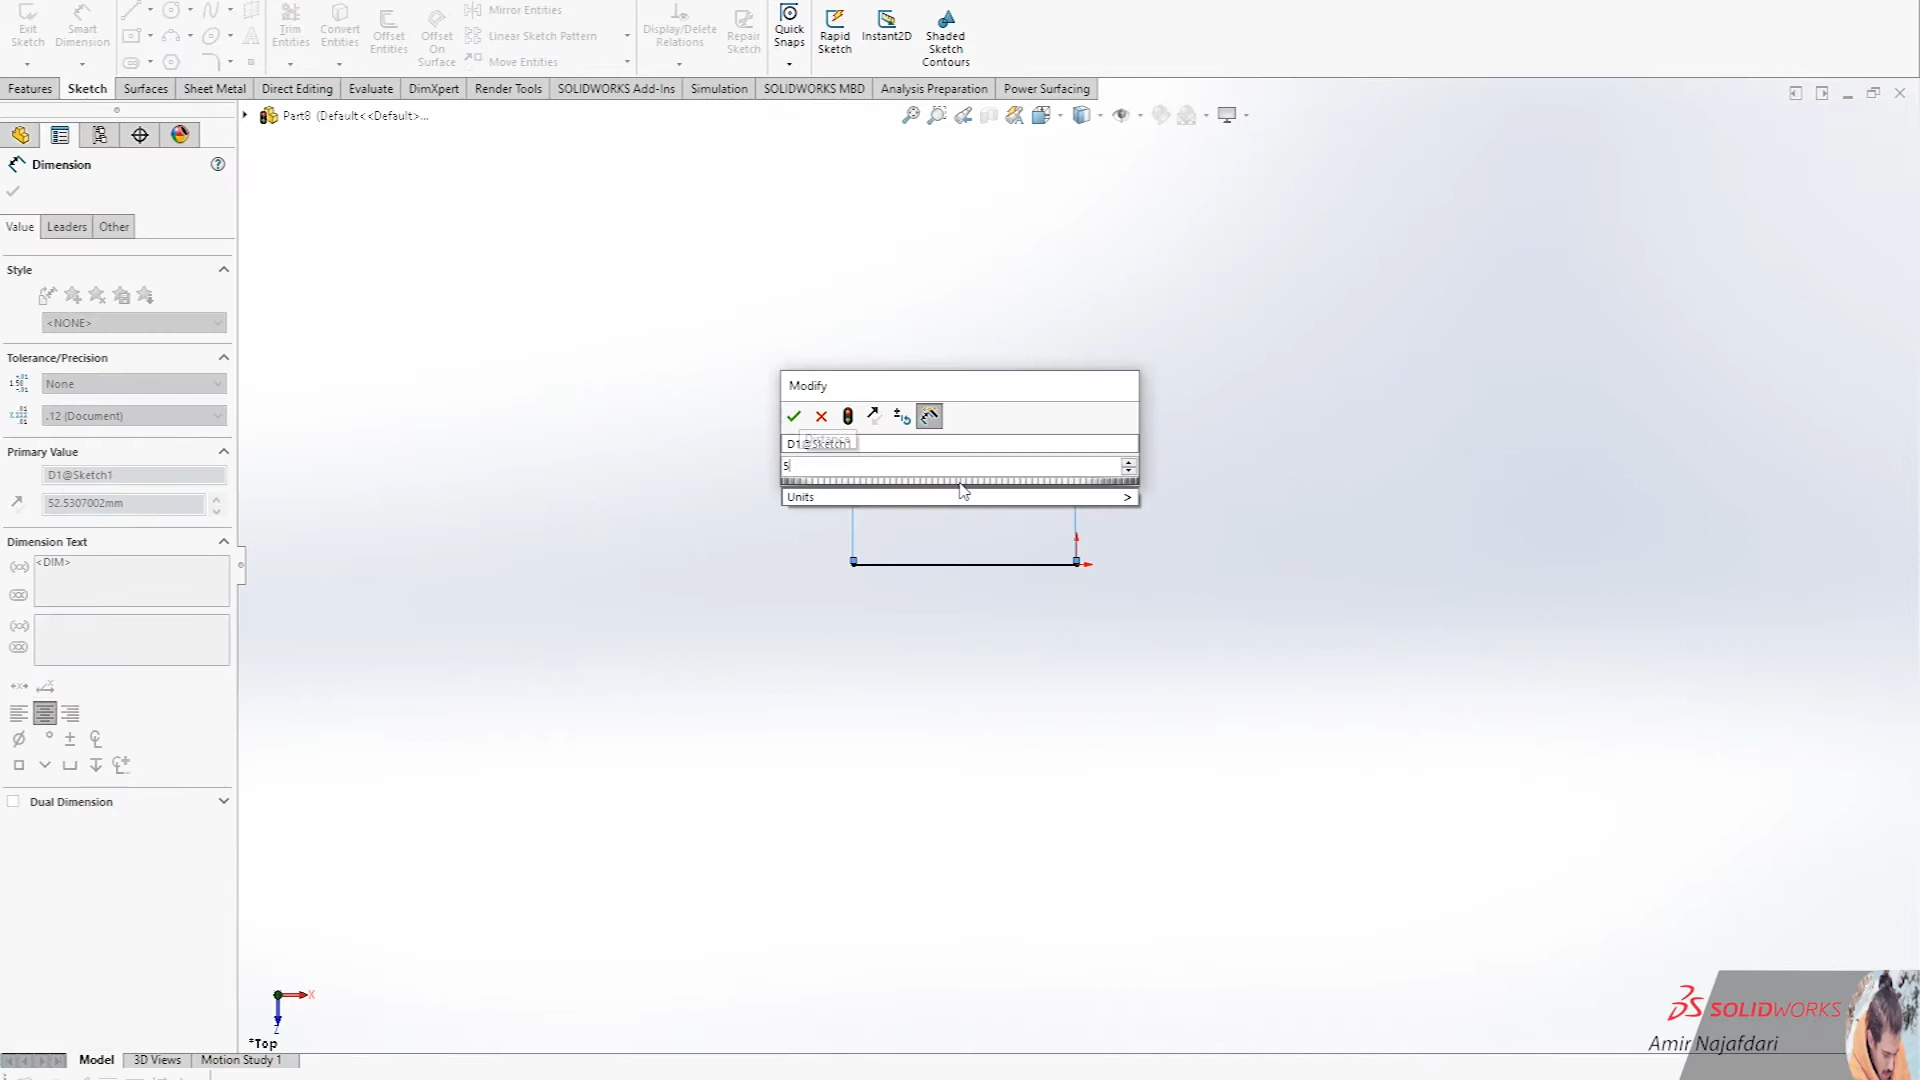 Exit
Sketch
Smart
Dimension
Trim
Entities
Convert
Entities
Offset
Entities
Offset
On
Surface
Mirror Entities
Linear Sketch Pattern
Move Entities
Display/Delete
Relations
Repair
Sketch
Quick
Snaps
Rapid
Sketch
Instant2D
Shaded
Sketch
Contours
Features Sketch Surfaces Sheet Metal Direct Editing Evaluate DimXpert Render Tools SOLIDWORKS Add-Ins Simulation SOLIDWORKS MBD Analysis Preparation Power Surfacing
Part8 (Default<<Default>...
Dimension
Value Leaders Other
Style
<NONE>
Tolerance/Precision
None
.12 (Document)
Primary Value
D1@Sketch1
52.5307002mm
Dimension Text
<DIM>
Dual Dimension
Modify
D1@Sketch1
5
Units >
X
Z
*Top
SOLIDWORKS
Amir Najafdari
Model 3D Views Motion Study 1